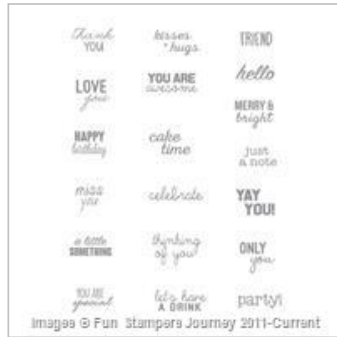 thank
YOU
LOVE
you
HAPPY
birthday
miss
you
a little
SOMETHING
YOU ARE
special
kisses
+ hugs
YOU ARE
awesome
cake
time
celebrate
thinking
of you
let's have
A DRINK
FRIEND
hello
MERRY &
bright
just
a note
YAY
YOU!
ONLY
you
party!
Images © Fun Stampers Journey 2011-Current